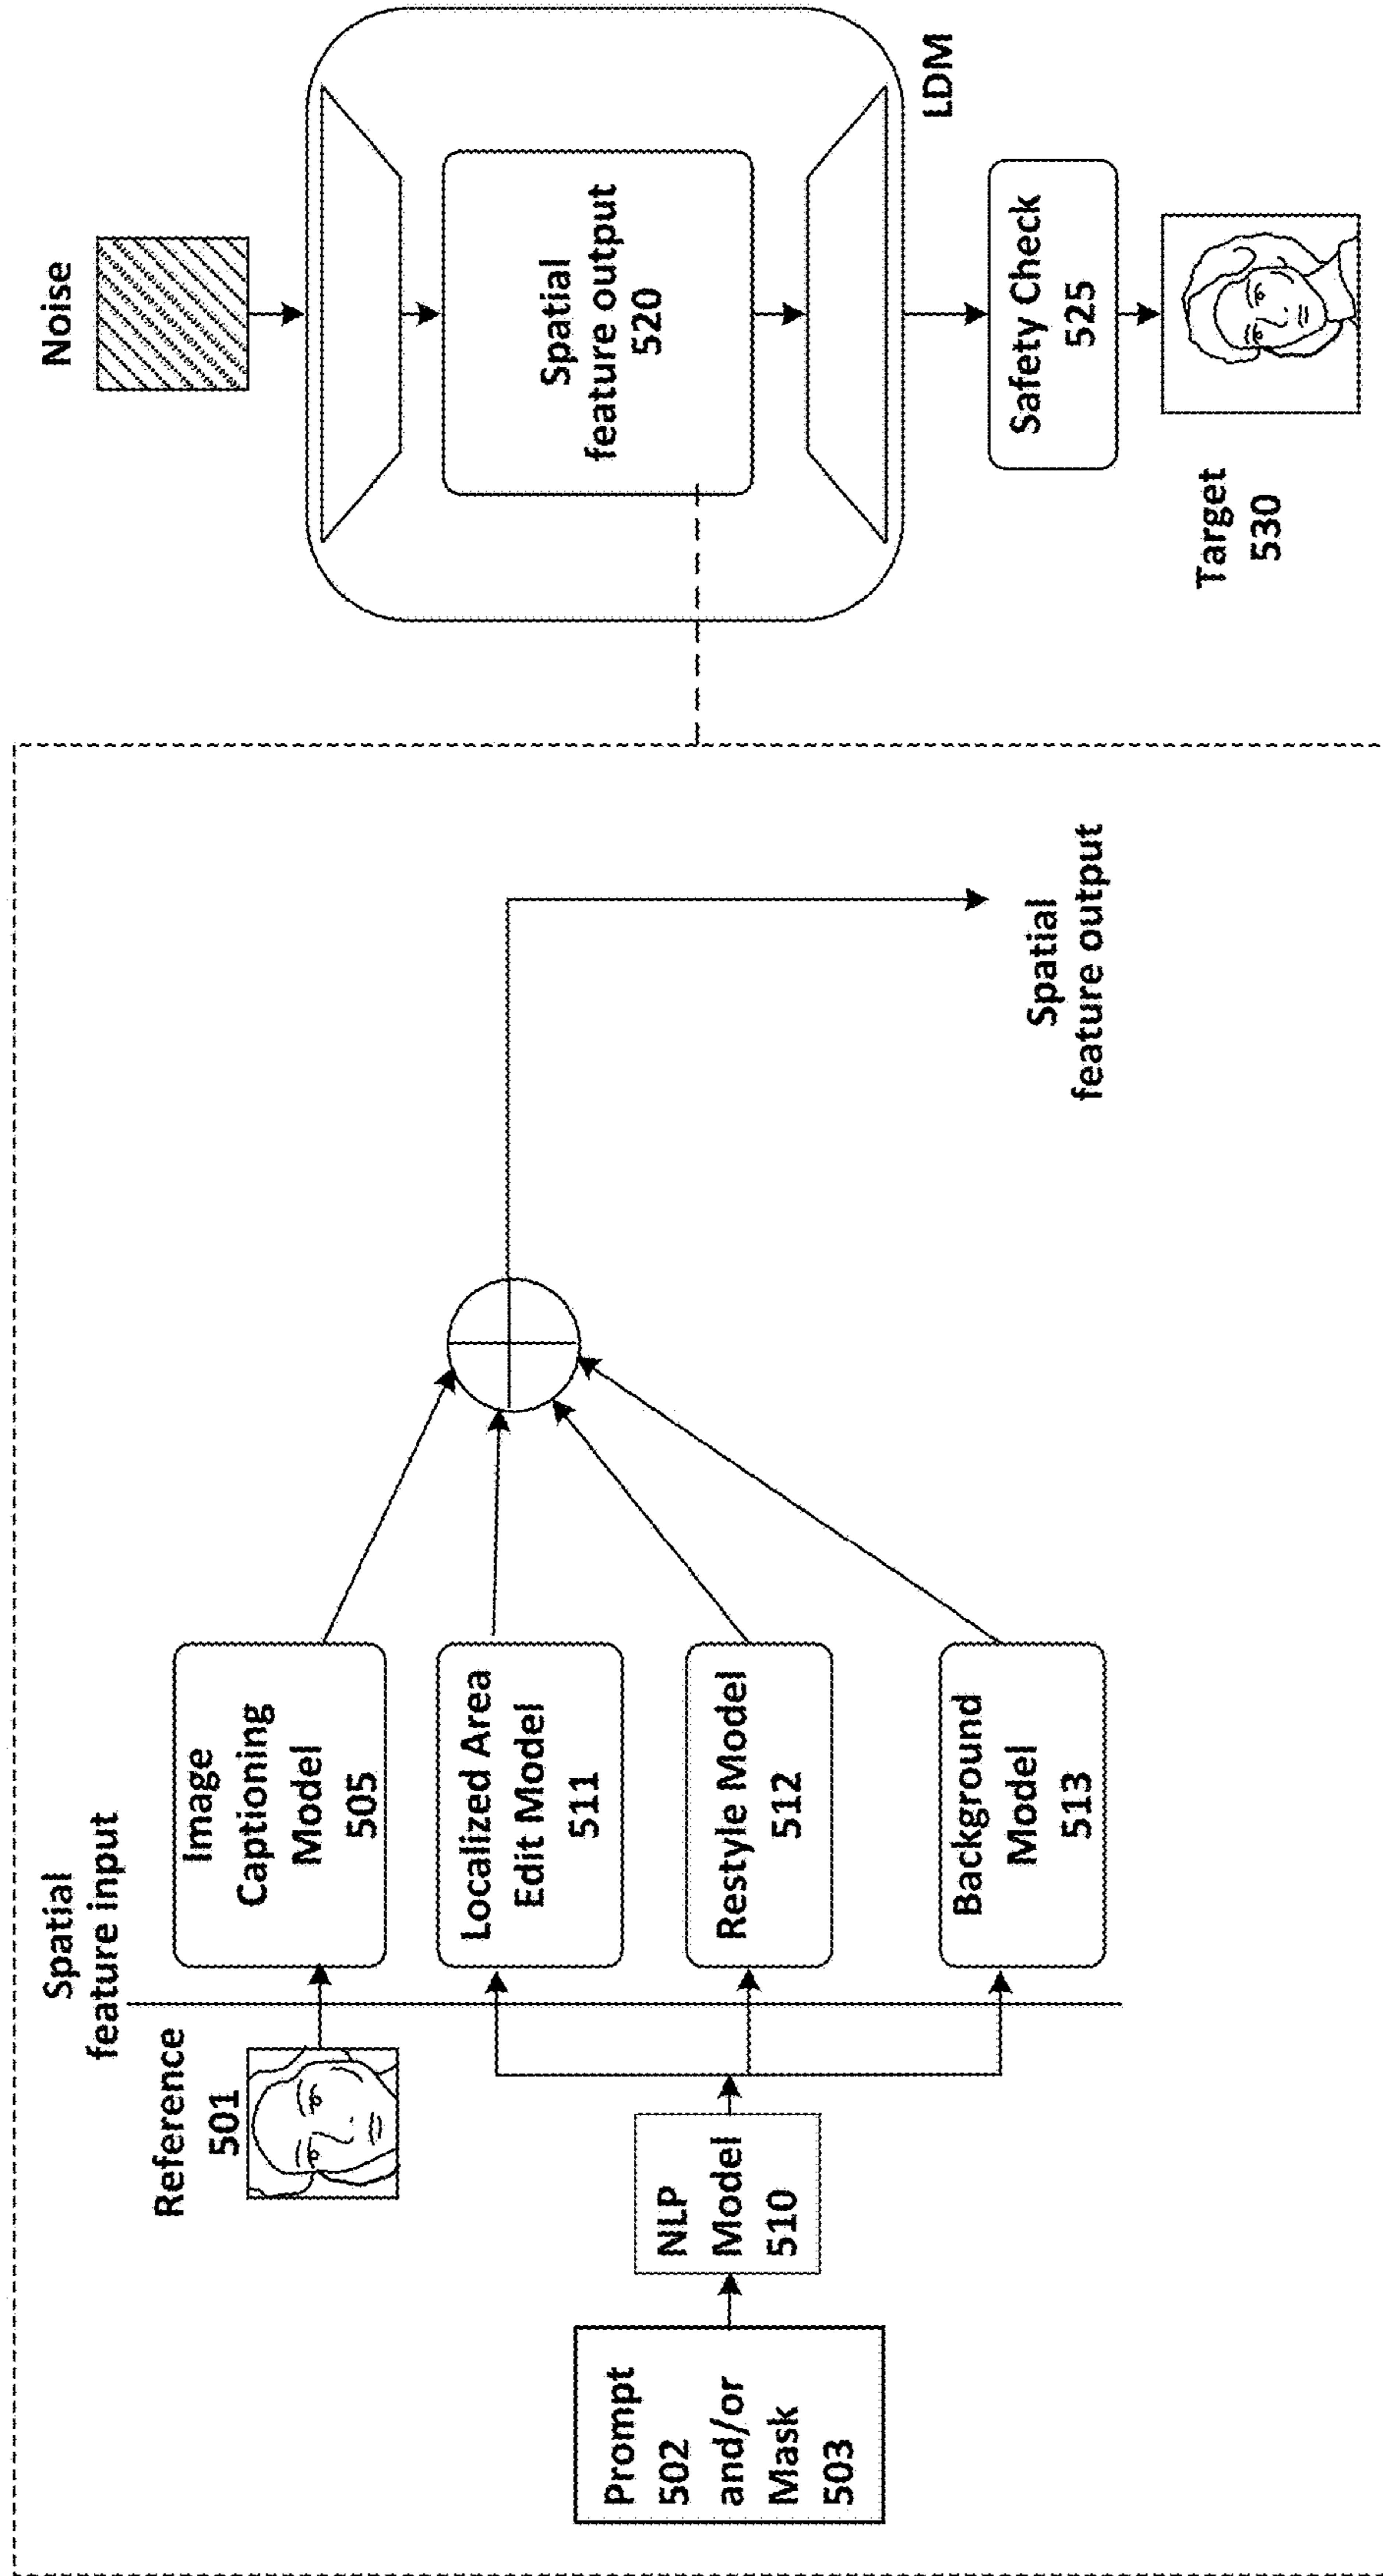 Spatial
feature input
Reference
501
Prompt
502
and/or
Mask
503
NLP
Model
510
Image
Captioning
Model
505
Localized Area
Edit Model
511
Restyle Model
512
Background
Model
513
Spatial
feature output
Noise
Spatial
feature output
520
LDM
Safety Check
525
Target
530